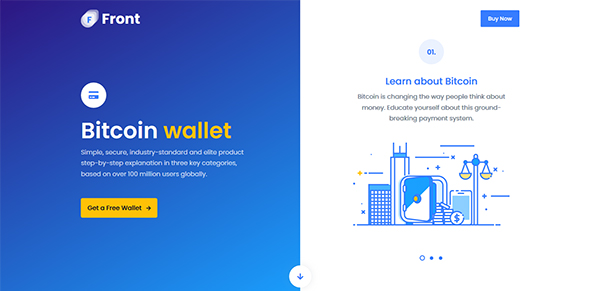 F Front
Buy Now
Bitcoin wallet
Simple, secure, industry-standard and elite product
step-by-step explanation in three key categories,
based on over 100 million users globally.
Get a Free Wallet
01.
Learn about Bitcoin
Bitcoin is changing the way people think about
money. Educate yourself about this ground-
breaking payment system.
$